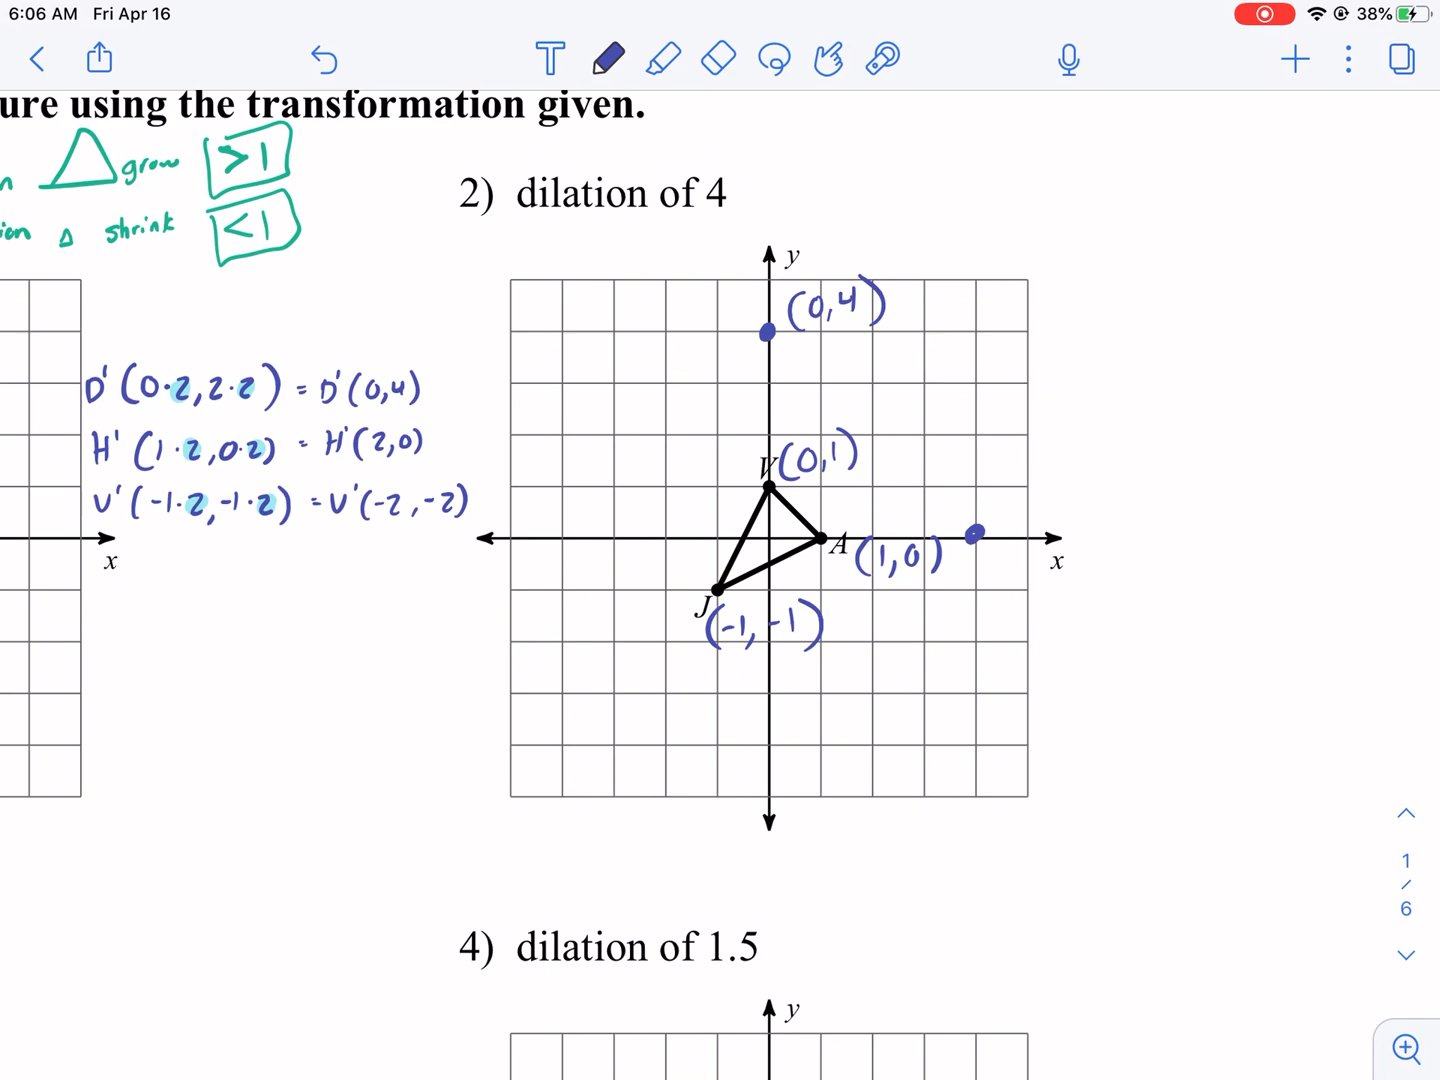 6:06 AM Fri Apr 16
38%
ure using the transformation given.
n grow >1
ion shrink <1
2) dilation of 4
y
(0,4)
D'(0·2,2·2) = D'(0,4)
H'(1·2,0·2) = H'(2,0)
V'(-1·2,-1·2) = V'(-2,-2)
x
V(0,1)
A(1,0)
x
J(-1,-1)
1
/
6
4) dilation of 1.5
y